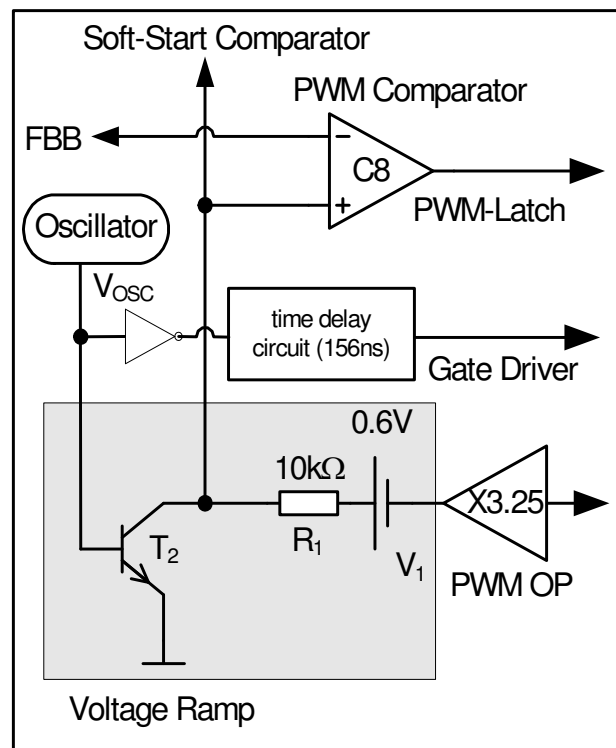 Soft-Start Comparator
PWM Comparator
FBB
−
C8
+
PWM-Latch
Oscillator
VOSC
time delay
circuit (156ns)
Gate Driver
0.6V
10kΩ
X3.25
T2
R1
V1
PWM OP
Voltage Ramp